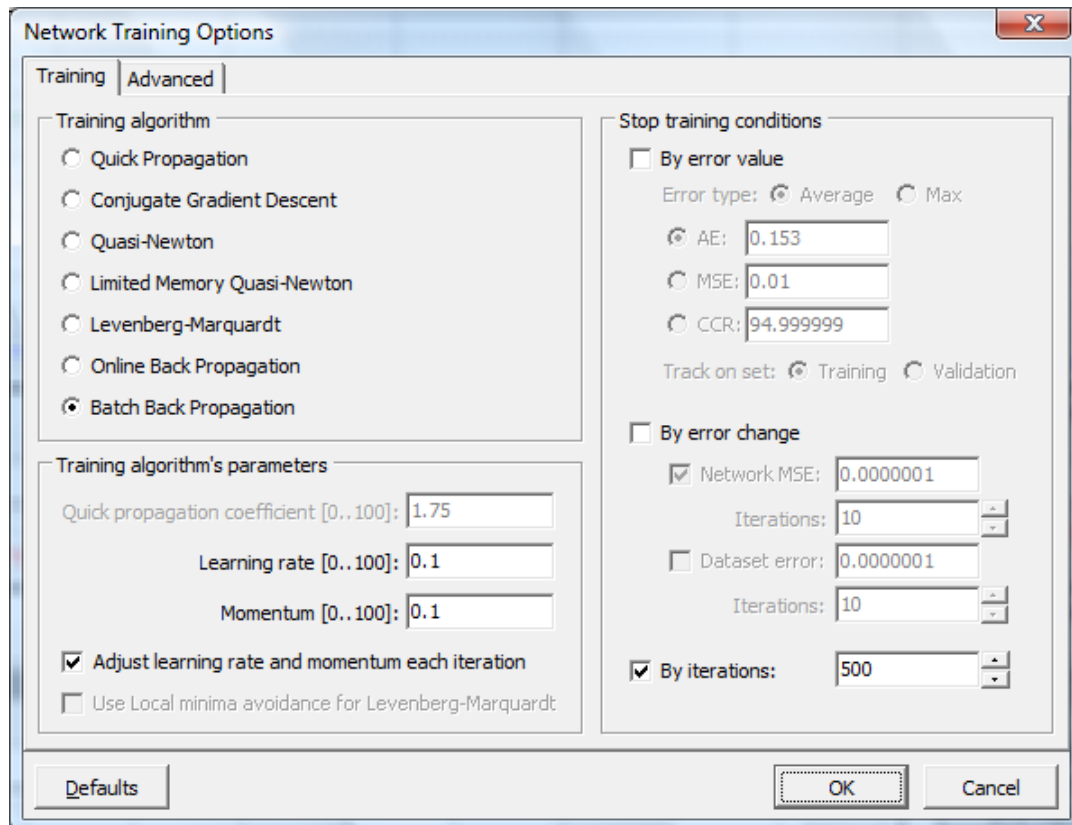 Network Training Options
Training
Advanced
Training algorithm
Quick Propagation
Conjugate Gradient Descent
Quasi-Newton
Limited Memory Quasi-Newton
Levenberg-Marquardt
Online Back Propagation
Batch Back Propagation
Training algorithm's parameters
Quick propagation coefficient [0..100]: 1.75
Learning rate [0..100]: 0.1
Momentum [0..100]: 0.1
Adjust learning rate and momentum each iteration
Use Local minima avoidance for Levenberg-Marquardt
Stop training conditions
By error value
Error type: Average Max
AE: 0.153
MSE: 0.01
CCR: 94.999999
Track on set: Training Validation
By error change
Network MSE: 0.0000001
Iterations: 10
Dataset error: 0.0000001
Iterations: 10
By iterations: 500
Defaults
OK
Cancel